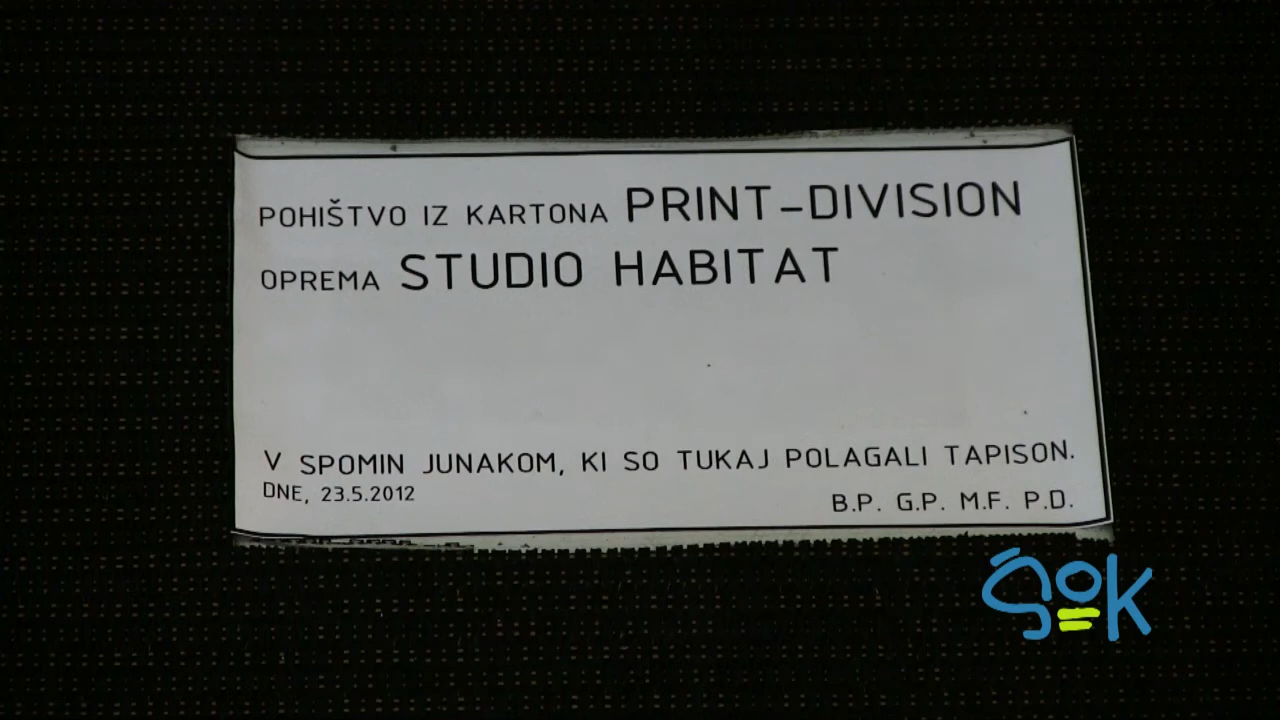 POHIŠTVO IZ KARTONA PRINT-DIVISION
OPREMA STUDIO HABITAT
V SPOMIN JUNAKOM, KI SO TUKAJ POLAGALI TAPISON.
DNE, 23.5.2012
B.P. G.P. M.F. P.D.
ŠOK